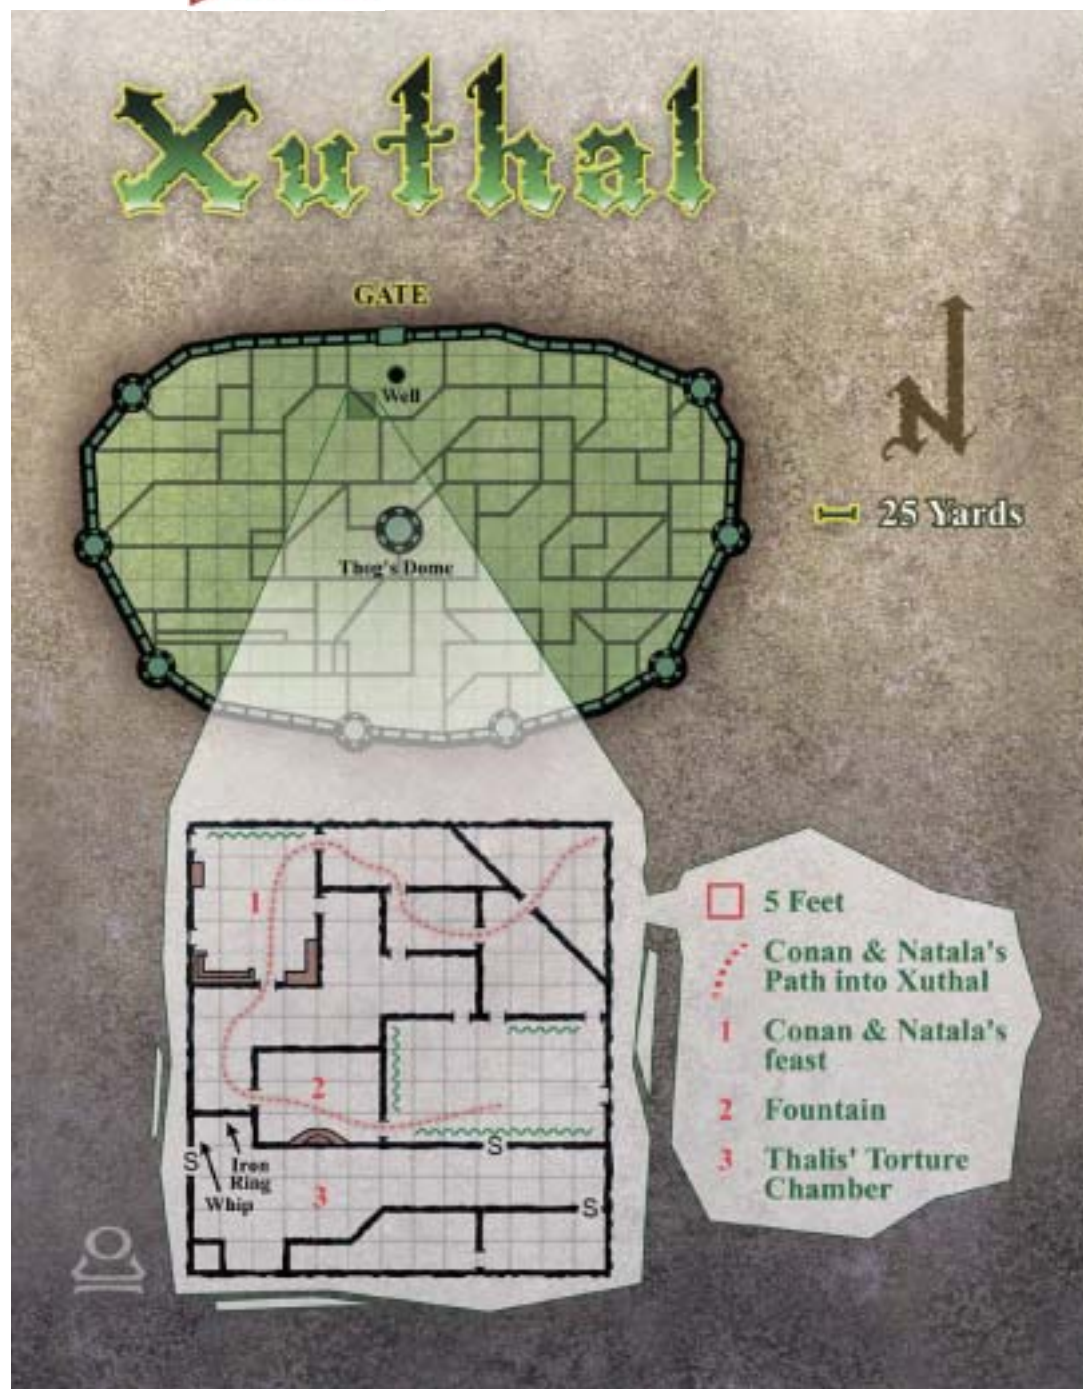 Xuthal
GATE
Well
Thog's Dome
N
25 Yards
1
2
3
S
S
S
S
Iron
Ring
Whip
5 Feet
Conan & Natala's
Path into Xuthal
1 Conan & Natala's
feast
2 Fountain
3 Thalis' Torture
Chamber